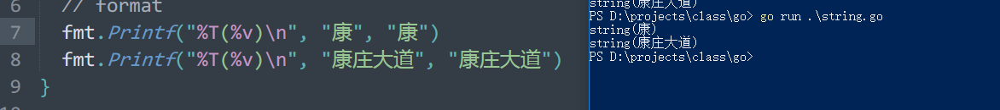 6 // format
7 fmt.Printf("%T(%v)\n", "康", "康")
8 fmt.Printf("%T(%v)\n", "康庄大道", "康庄大道")
9 }
string(康庄大道)
PS D:\projects\class\go> go run .\string.go
string(康)
string(康庄大道)
PS D:\projects\class\go>